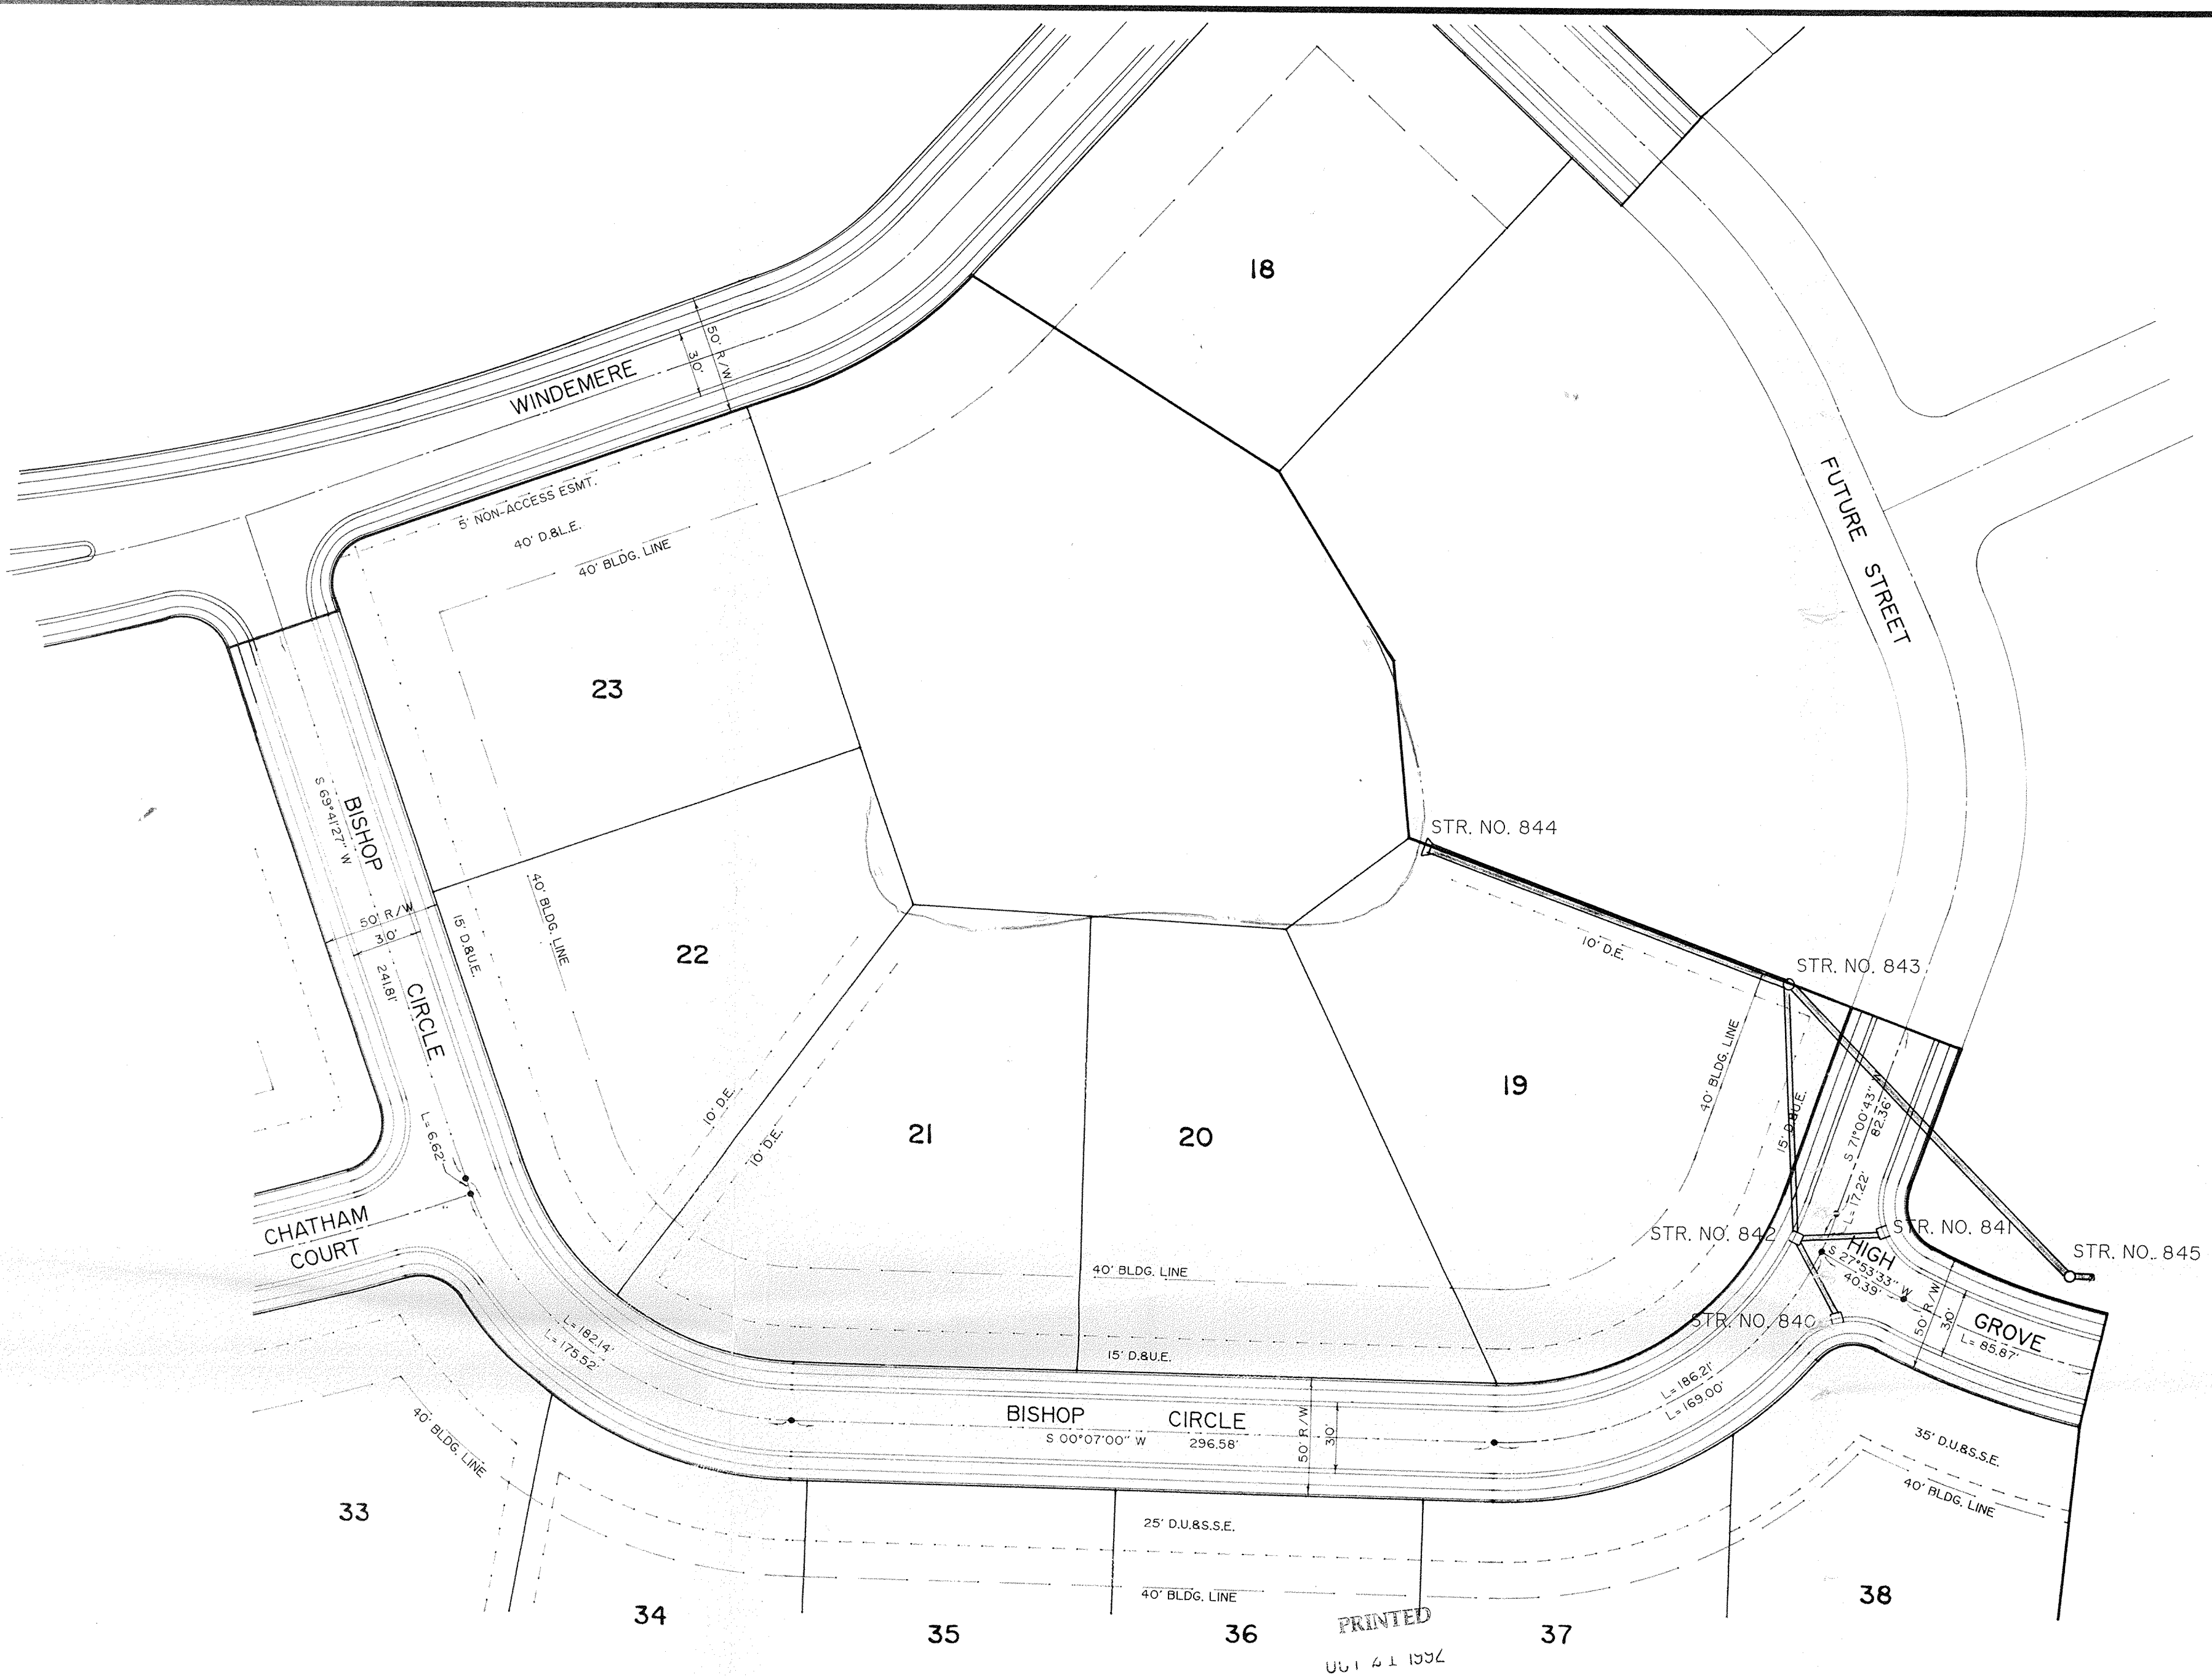 18
50' R/W
30'
WINDEMERE
5' NON-ACCESS ESMT.
40' D.&L.E.
40' BLDG. LINE
FUTURE STREET
23
BISHOP
S 69°41'27" W
STR. NO. 844
50' R/W
30'
15' D.&U.E.
40' BLDG. LINE
22
241.81'
CIRCLE
10' D.E.
STR. NO. 843
40' BLDG. LINE
19
15' D.&U.E.
S 71°00'43" W
82.36'
10' D.E.
10' D.E.
21
20
L= 6.62'
L= 17.22'
CHATHAM
COURT
STR. NO. 842
STR. NO. 841
HIGH
S 27°53'33" W
40.39'
STR. NO. 845
40' BLDG. LINE
STR. NO. 840
50' R/W
30'
GROVE
L= 85.87'
L= 182.14'
L= 175.52'
15' D.&U.E.
L= 186.21'
L= 169.00'
BISHOP CIRCLE
S 00°07'00" W 296.58'
50' R/W
30'
40' BLDG. LINE
35' D.U.&S.S.E.
40' BLDG. LINE
33
25' D.U.&S.S.E.
40' BLDG. LINE
38
34
35
36
PRINTED
37
1992